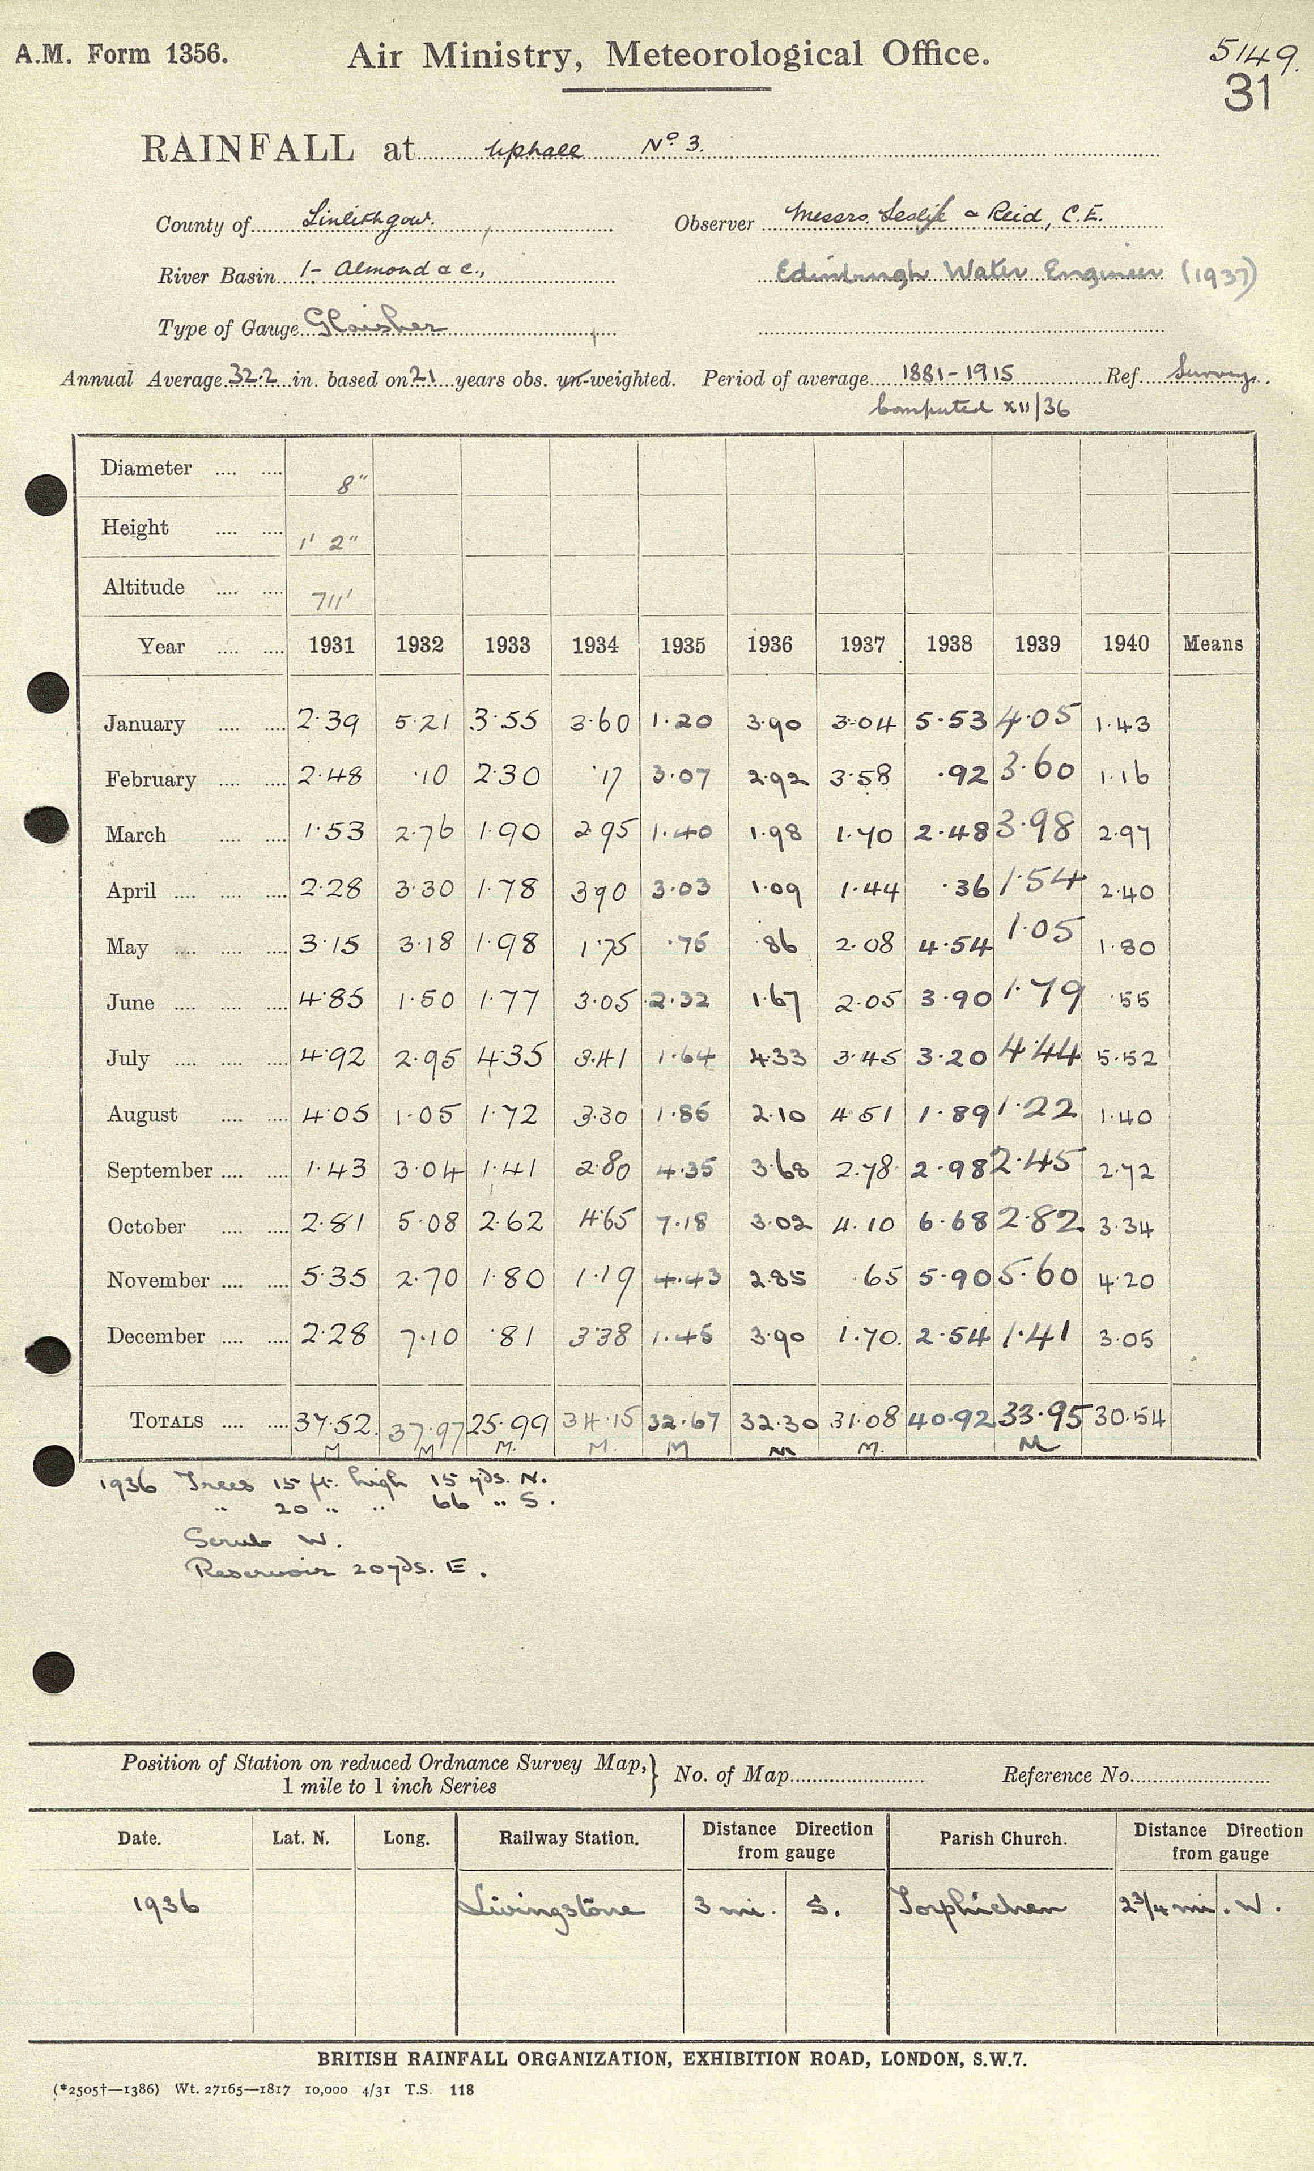 A.M. Form 1356. Air Ministry, Meteorological Office. 5149.
31
RAINFALL at Uphall No 3.
County of Linlithgow. Observer Messrs. Leslie & Reid, C.E.
River Basin 1- Almond &c., Edinburgh Water Engineer (1937)
Type of Gauge Glaisher
Annual Average 32.2 in. based on 21 years obs. un-weighted. Period of average 1881-1915 Ref. Survey.
Computed XII/36
Diameter .... .... 8"
Height .... .... 1' 2"
Altitude .... .... 711'
Year .... .... 1931 1932 1933 1934 1935 1936 1937 1938 1939 1940 Means
January .... .... 2.39 5.21 3.55 3.60 1.20 3.90 3.04 5.53 4.05 1.43
February .... .... 2.48 .10 2.30 .17 3.07 2.92 3.58 .92 3.60 1.16
March .... .... 1.53 2.76 1.90 2.95 1.40 1.98 1.70 2.48 3.98 2.97
April .... .... .... 2.28 3.30 1.78 3.90 3.03 1.09 1.44 .36 1.54 2.40
May .... .... .... 3.15 3.18 1.98 1.75 .76 .86 2.08 4.54 1.05 1.80
June .... .... .... 4.85 1.50 1.77 3.05 2.32 1.67 2.05 3.90 1.79 .55
July .... .... .... 4.92 2.95 4.35 3.41 1.64 4.33 3.45 3.20 4.44 5.52
August .... .... 4.05 1.05 1.72 3.30 1.86 2.10 4.51 1.89 1.22 1.40
September .... .... 1.43 3.04 1.41 2.80 4.35 3.68 2.78 2.98 2.45 2.72
October .... .... 2.81 5.08 2.62 4.65 7.18 3.02 4.10 6.68 2.82 3.34
November .... .... 5.35 2.70 1.80 1.19 4.43 2.85 .65 5.90 5.60 4.20
December .... .... 2.28 7.10 .81 3.38 1.45 3.90 1.70 2.54 1.41 3.05
TOTALS .... .... 37.52 37.97 25.99 34.15 32.67 32.30 31.08 40.92 33.95 30.54
M M M. M. M M M. M
1936 Trees 15 ft. high 15 yds. N.
" 20 " " 66 " S.
Scrub W.
Reservoir 20 yds. E.
Position of Station on reduced Ordnance Survey Map,} No. of Map Reference No.
1 mile to 1 inch Series
Date. Lat. N. Long. Railway Station. Distance Direction from gauge Parish Church. Distance Direction from gauge
1936 Livingstone 3 mi. S. Torphichen 2 3/4 mi. W.
BRITISH RAINFALL ORGANIZATION, EXHIBITION ROAD, LONDON, S.W.7.
(*2505†—1386) Wt. 27165—1817 10,000 4/31 T.S. 118